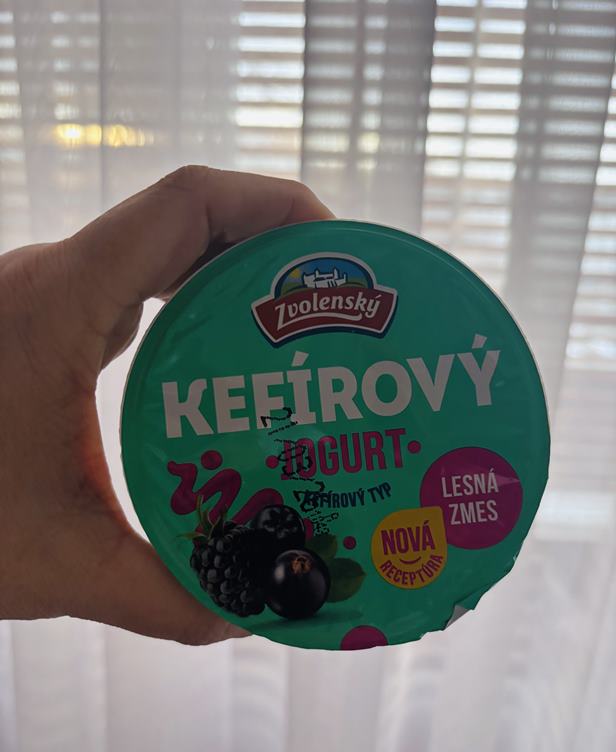 Zvolenský
KEFÍROVÝ
JOGURT
KEFÍROVÝ TYP
LESNÁ
ZMES
NOVÁ
RECEPTÚRA